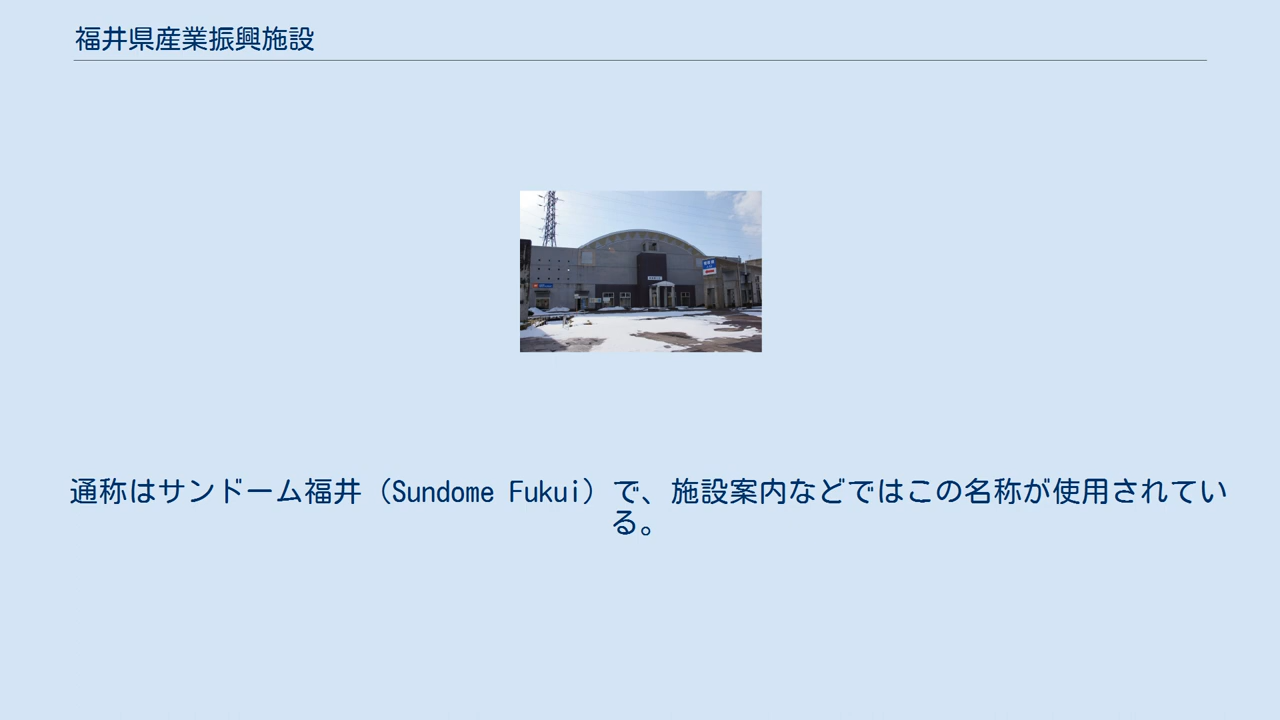 福井県産業振興施設
通称はサンドーム福井（Sundome Fukui）で、施設案内などではこの名称が使用されてい
る。